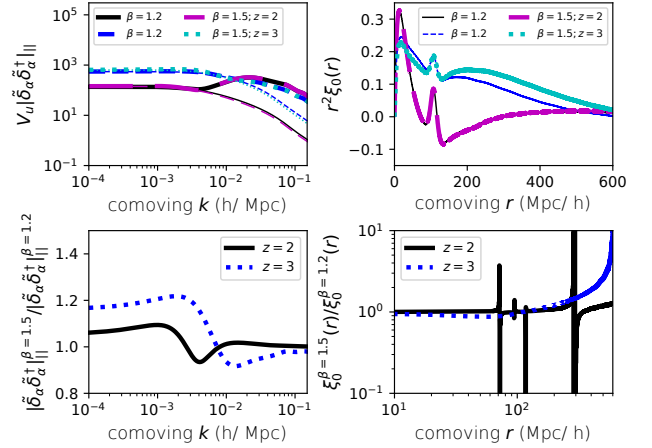 β = 1.2
β = 1.2
β = 1.5; z = 2
β = 1.5; z = 3
V_u|δ̃_α δ̃_α^†|_||
10^5
10^3
10^1
10^{-1}
10^{-4}
10^{-3}
10^{-2}
10^{-1}
comoving k (h/ Mpc)
β = 1.2
β = 1.2
β = 1.5; z = 2
β = 1.5; z = 3
r^2ξ_0(r)
0.3
0.2
0.1
0.0
−0.1
0
200
400
600
comoving r (Mpc/ h)
z = 2
z = 3
|δ̃_α δ̃_α^†|_||^{β = 1.5}/|δ̃_α δ̃_α^†|_||^{β = 1.2}
1.4
1.2
1.0
0.8
10^{-4}
10^{-3}
10^{-2}
10^{-1}
comoving k (h/ Mpc)
z = 2
z = 3
ξ_0^{β = 1.5}(r)/ξ_0^{β = 1.2}(r)
10^1
10^0
10^{-1}
10^1
10^2
comoving r (Mpc/ h)